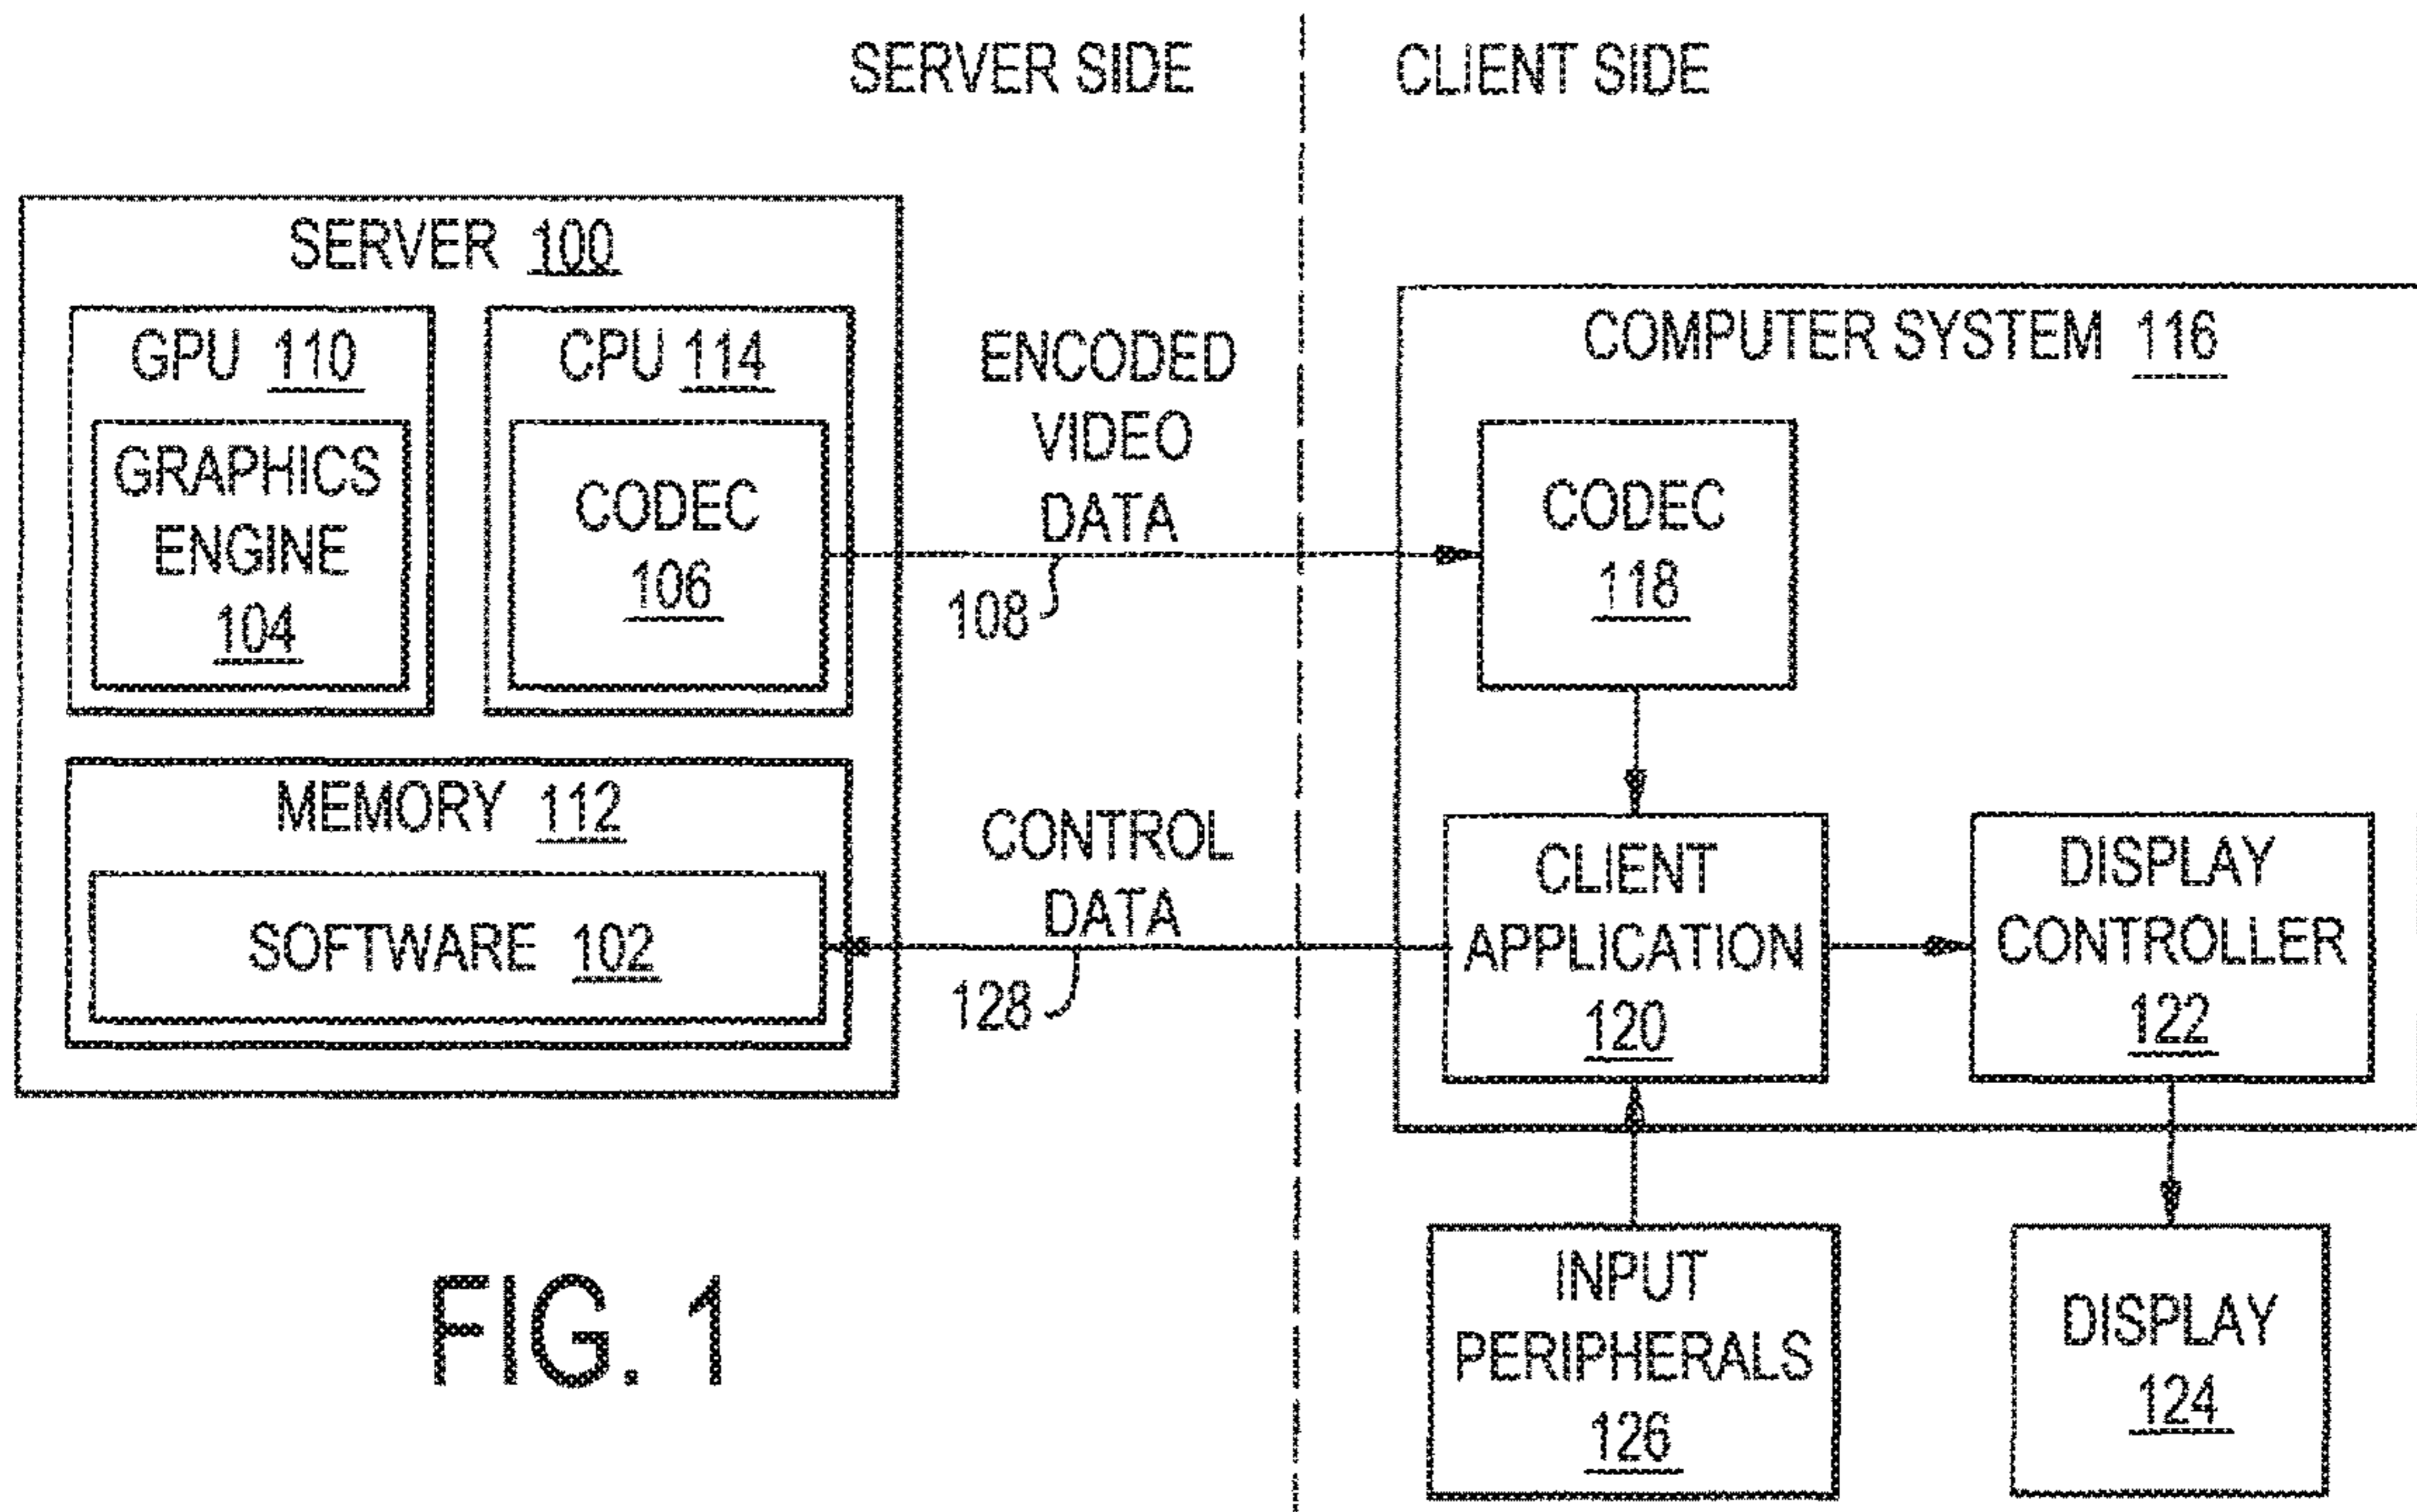 SERVER SIDE
CLIENT SIDE
SERVER 100
GPU 110
GRAPHICS
ENGINE
104
CPU 114
CODEC
106
MEMORY 112
SOFTWARE 102
ENCODED
VIDEO
DATA
108
CONTROL
DATA
128
COMPUTER SYSTEM 116
CODEC
118
CLIENT
APPLICATION
120
DISPLAY
CONTROLLER
122
INPUT
PERIPHERALS
126
DISPLAY
124
FIG. 1